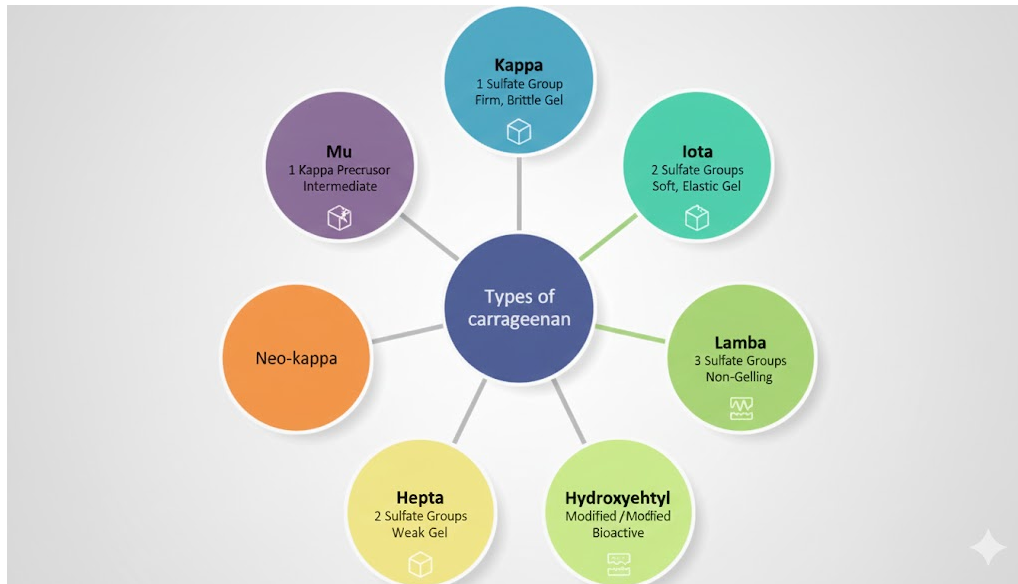 Kappa
1 Sulfate Group
Firm, Brittle Gel
Mu
1 Kappa Precrusor
Intermediate
Iota
2 Sulfate Groups
Soft, Elastic Gel
Types of
carrageenan
Neo-kappa
Lamba
3 Sulfate Groups
Non-Gelling
Hepta
2 Sulfate Groups
Weak Gel
Hydroxyehtyl
Modified /Modfied
Bioactive